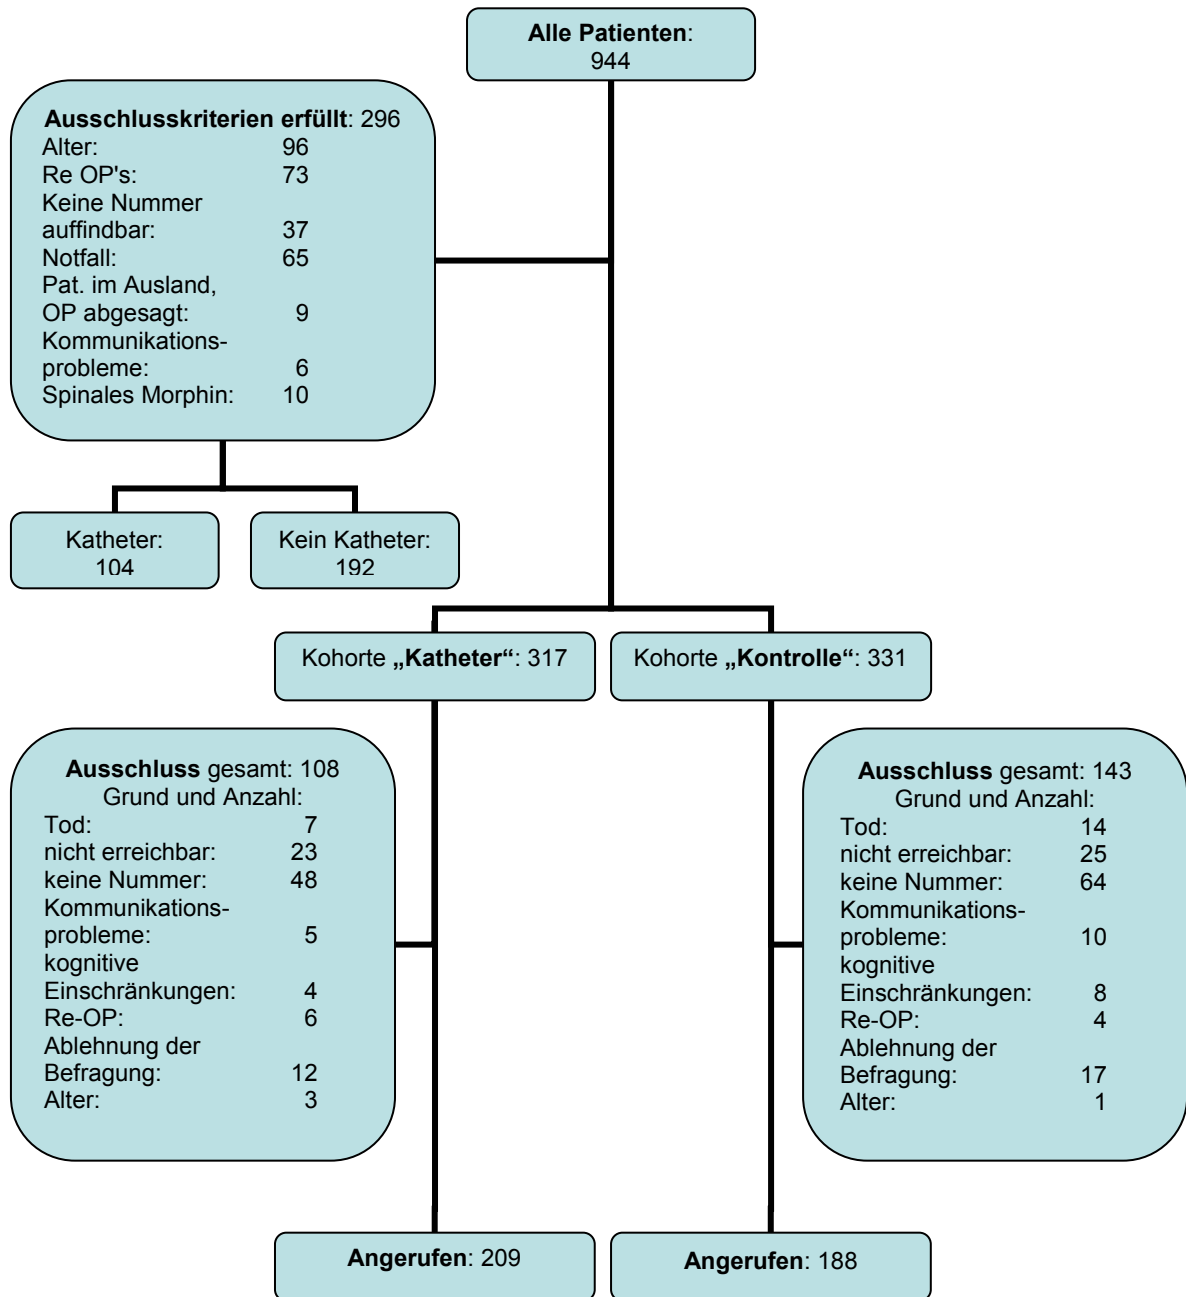 Alle Patienten:
944
Ausschlusskriterien erfüllt: 296
Alter: 96
Re OP's: 73
Keine Nummer
auffindbar: 37
Notfall: 65
Pat. im Ausland,
OP abgesagt: 9
Kommunikations-
probleme: 6
Spinales Morphin: 10
Katheter:
104
Kein Katheter:
192
Kohorte „Katheter“: 317
Kohorte „Kontrolle“: 331
Ausschluss gesamt: 108
Grund und Anzahl:
Tod: 7
nicht erreichbar: 23
keine Nummer: 48
Kommunikations-
probleme: 5
kognitive
Einschränkungen: 4
Re-OP: 6
Ablehnung der
Befragung: 12
Alter: 3
Ausschluss gesamt: 143
Grund und Anzahl:
Tod: 14
nicht erreichbar: 25
keine Nummer: 64
Kommunikations-
probleme: 10
kognitive
Einschränkungen: 8
Re-OP: 4
Ablehnung der
Befragung: 17
Alter: 1
Angerufen: 209
Angerufen: 188